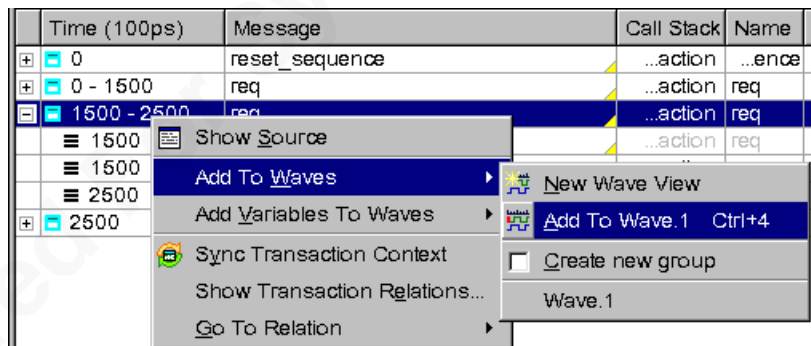 Time (100ps) Message Call Stack Name
0 reset_sequence ...action ...ence
0 - 1500 req ...action req
1500 - 2500 req ...action req
1500 Show Source ...action req
1500 Add To Waves New Wave View
2500 Add Variables To Waves Add To Wave.1 Ctrl+4
2500 Sync Transaction Context Create new group
Show Transaction Relations... Wave.1
Go To Relation